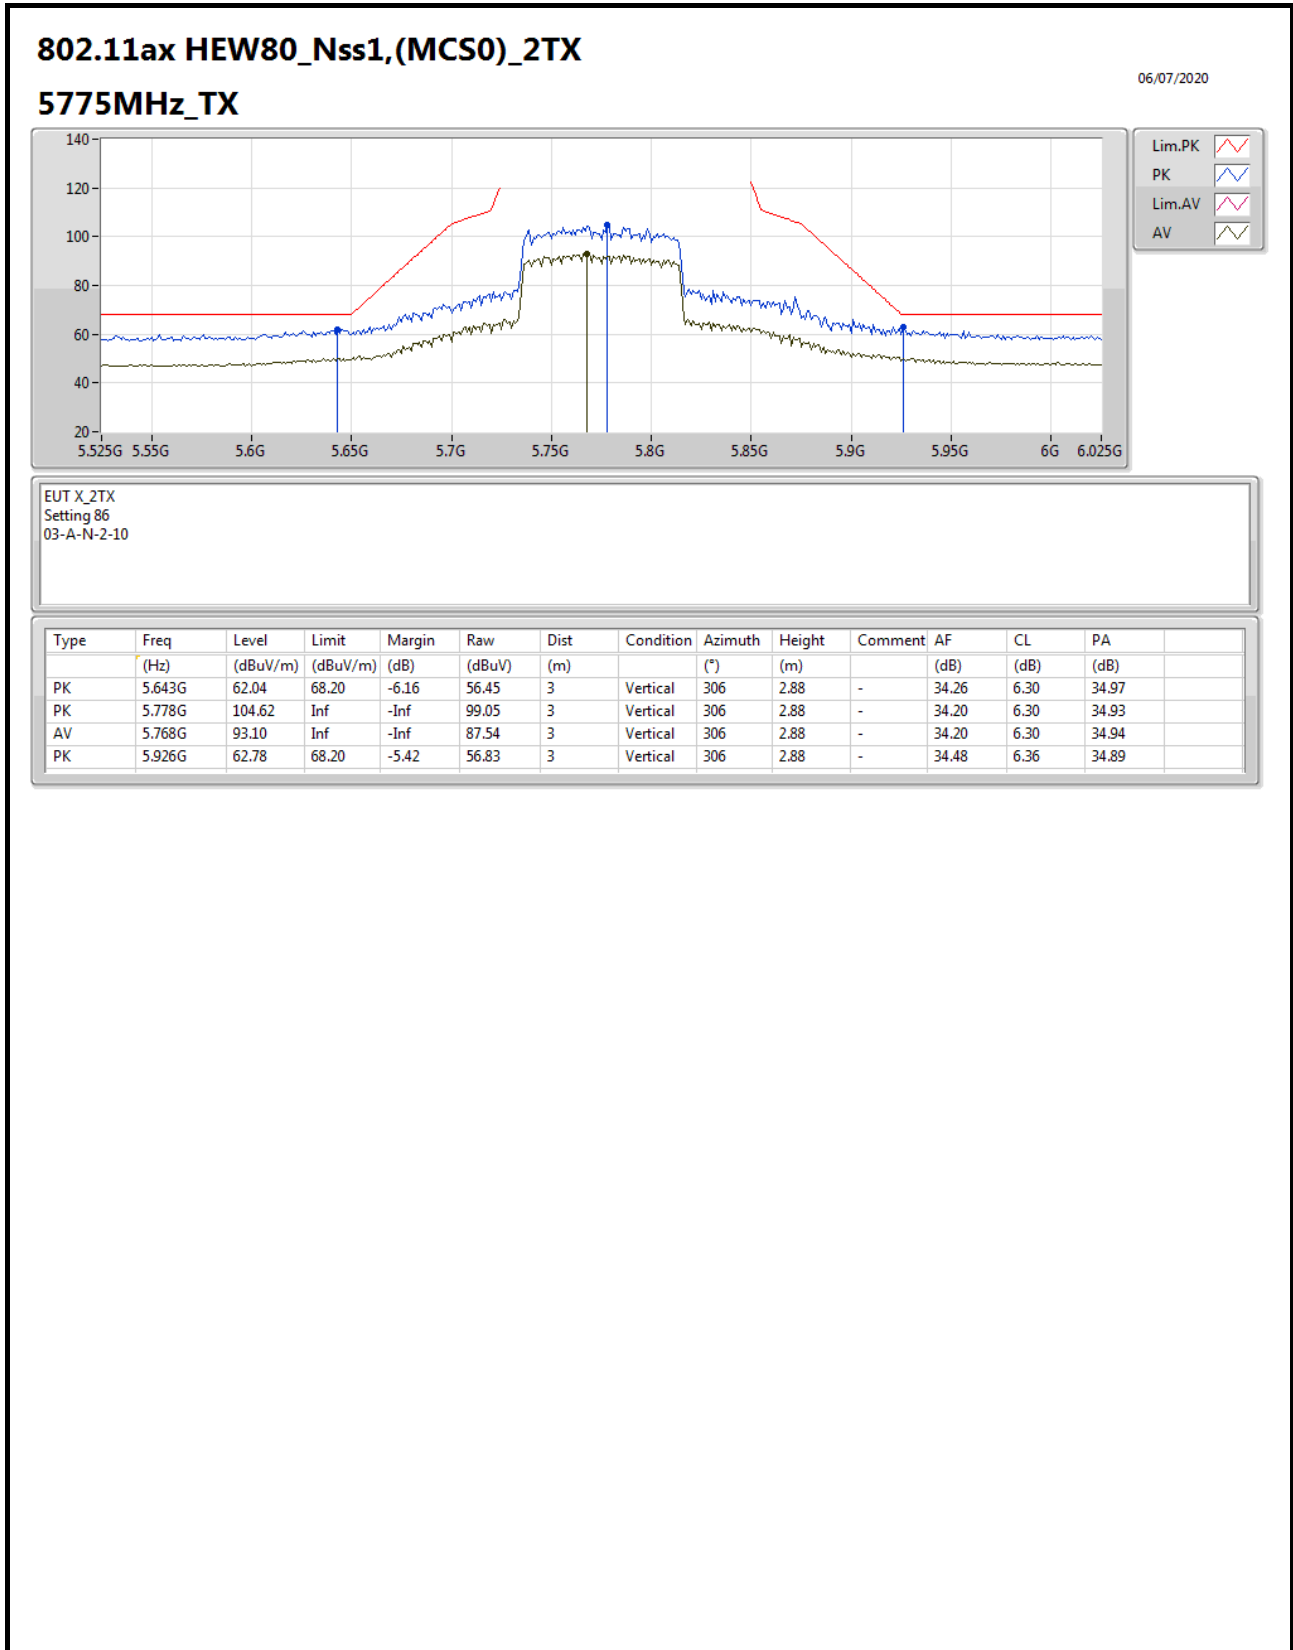 802.11ax HEW80_Nss1,(MCS0)_2TX
06/07/2020
5775MHz_TX
140
120
100
80
60
40
20
5.525G 5.55G 5.6G 5.65G 5.7G 5.75G 5.8G 5.85G 5.9G 5.95G 6G 6.025G
Lim.PK
PK
Lim.AV
AV
EUT X_2TX
Setting 86
03-A-N-2-10
Type Freq Level Limit Margin Raw Dist Condition Azimuth Height Comment AF CL PA
(Hz) (dBuV/m) (dBuV/m) (dB) (dBuV) (m) (°) (m) (dB) (dB) (dB)
PK 5.643G 62.04 68.20 -6.16 56.45 3 Vertical 306 2.88 - 34.26 6.30 34.97
PK 5.778G 104.62 Inf -Inf 99.05 3 Vertical 306 2.88 - 34.20 6.30 34.93
AV 5.768G 93.10 Inf -Inf 87.54 3 Vertical 306 2.88 - 34.20 6.30 34.94
PK 5.926G 62.78 68.20 -5.42 56.83 3 Vertical 306 2.88 - 34.48 6.36 34.89